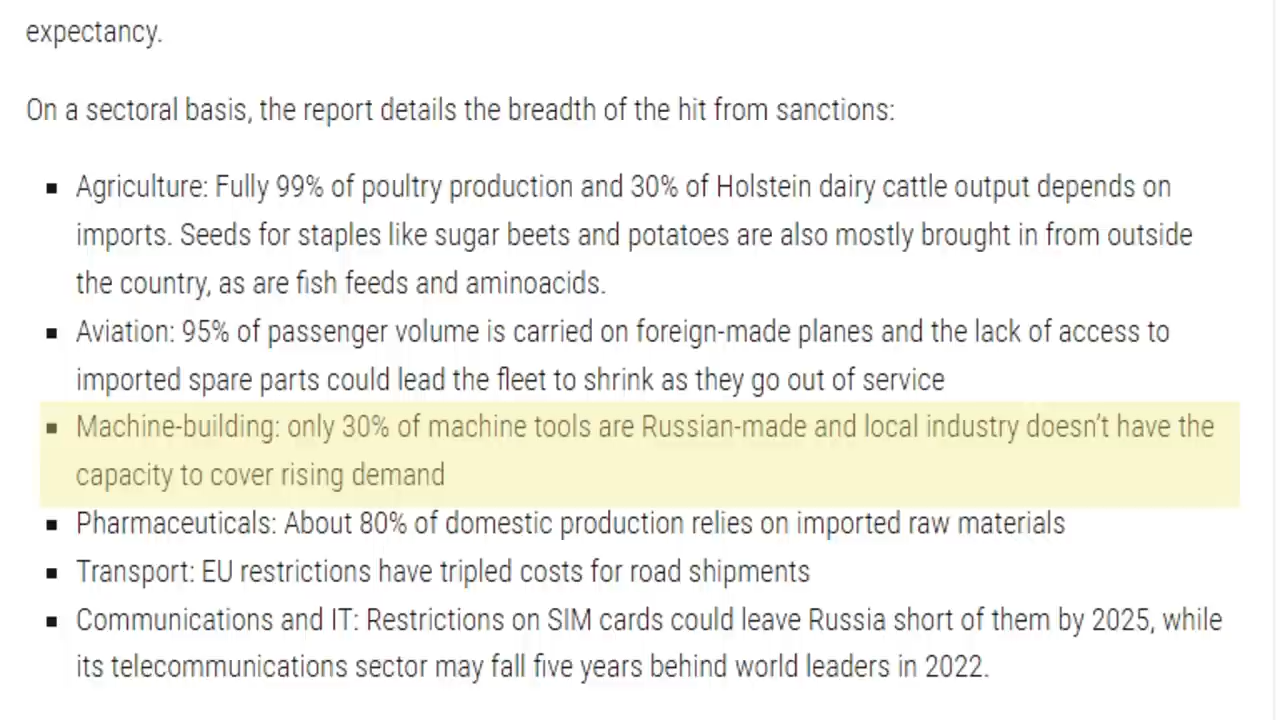 expectancy.
On a sectoral basis, the report details the breadth of the hit from sanctions:
▪ Agriculture: Fully 99% of poultry production and 30% of Holstein dairy cattle output depends on
imports. Seeds for staples like sugar beets and potatoes are also mostly brought in from outside
the country, as are fish feeds and aminoacids.
▪ Aviation: 95% of passenger volume is carried on foreign-made planes and the lack of access to
imported spare parts could lead the fleet to shrink as they go out of service
▪ Machine-building: only 30% of machine tools are Russian-made and local industry doesn’t have the
capacity to cover rising demand
▪ Pharmaceuticals: About 80% of domestic production relies on imported raw materials
▪ Transport: EU restrictions have tripled costs for road shipments
▪ Communications and IT: Restrictions on SIM cards could leave Russia short of them by 2025, while
its telecommunications sector may fall five years behind world leaders in 2022.